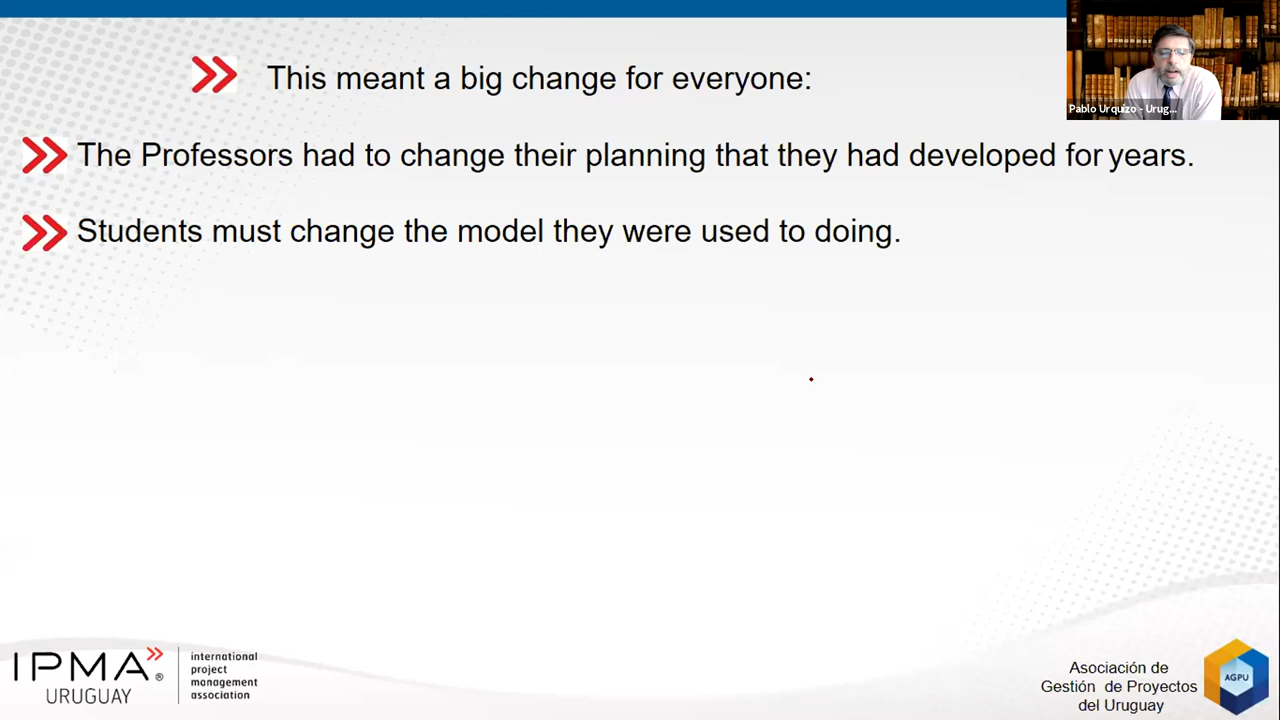 This meant a big change for everyone:
Pablo Urquizo - Urug...
The Professors had to change their planning that they had developed for years.
Students must change the model they were used to doing.
IPMA®
URUGUAY
international
project
management
association
Asociación de
Gestión de Proyectos
del Uruguay
AGPU